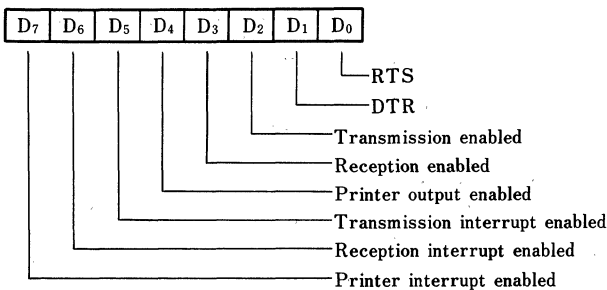 D₇ D₆ D₅ D₄ D₃ D₂ D₁ D₀
RTS
DTR
Transmission enabled
Reception enabled
Printer output enabled
Transmission interrupt enabled
Reception interrupt enabled
Printer interrupt enabled